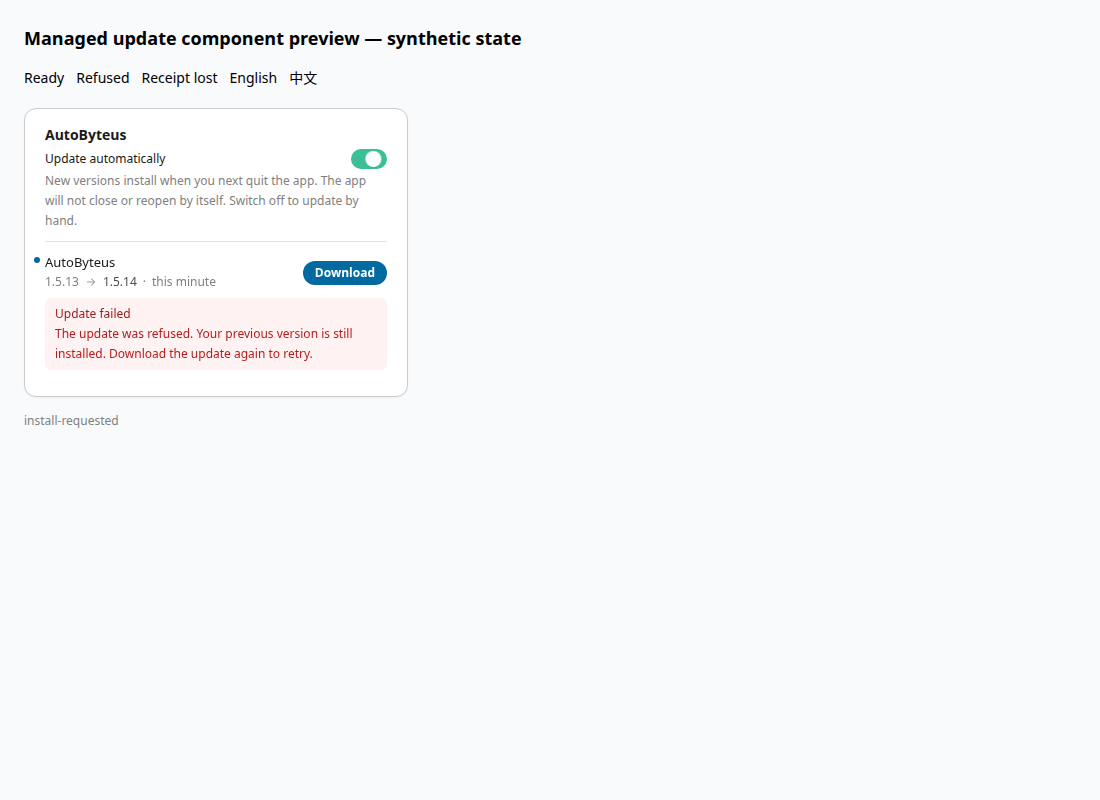 Managed update component preview — synthetic state
Ready Refused Receipt lost English 中文
AutoByteus
Update automatically
New versions install when you next quit the app. The app
will not close or reopen by itself. Switch off to update by
hand.
AutoByteus
1.5.13 → 1.5.14 · this minute
Download
Update failed
The update was refused. Your previous version is still
installed. Download the update again to retry.
install-requested